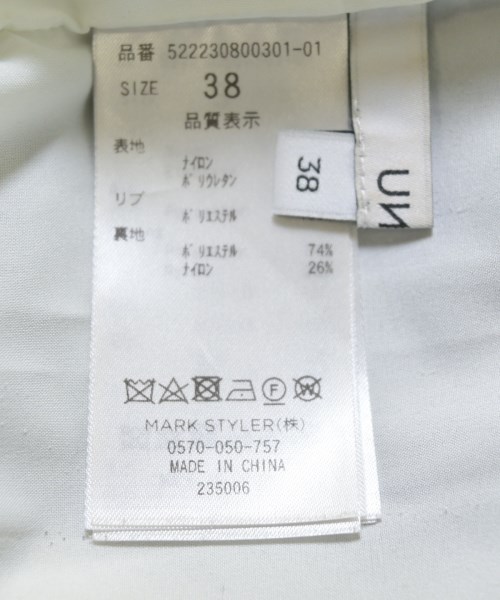 品番 522230800301-01
SIZE 38
品質表示
表地
ナイロン
ポリウレタン
リブ
ポリエステル
裏地
ポリエステル 74%
ナイロン 26%
MARK STYLER(株)
0570-050-757
MADE IN CHINA
235006
38
UN